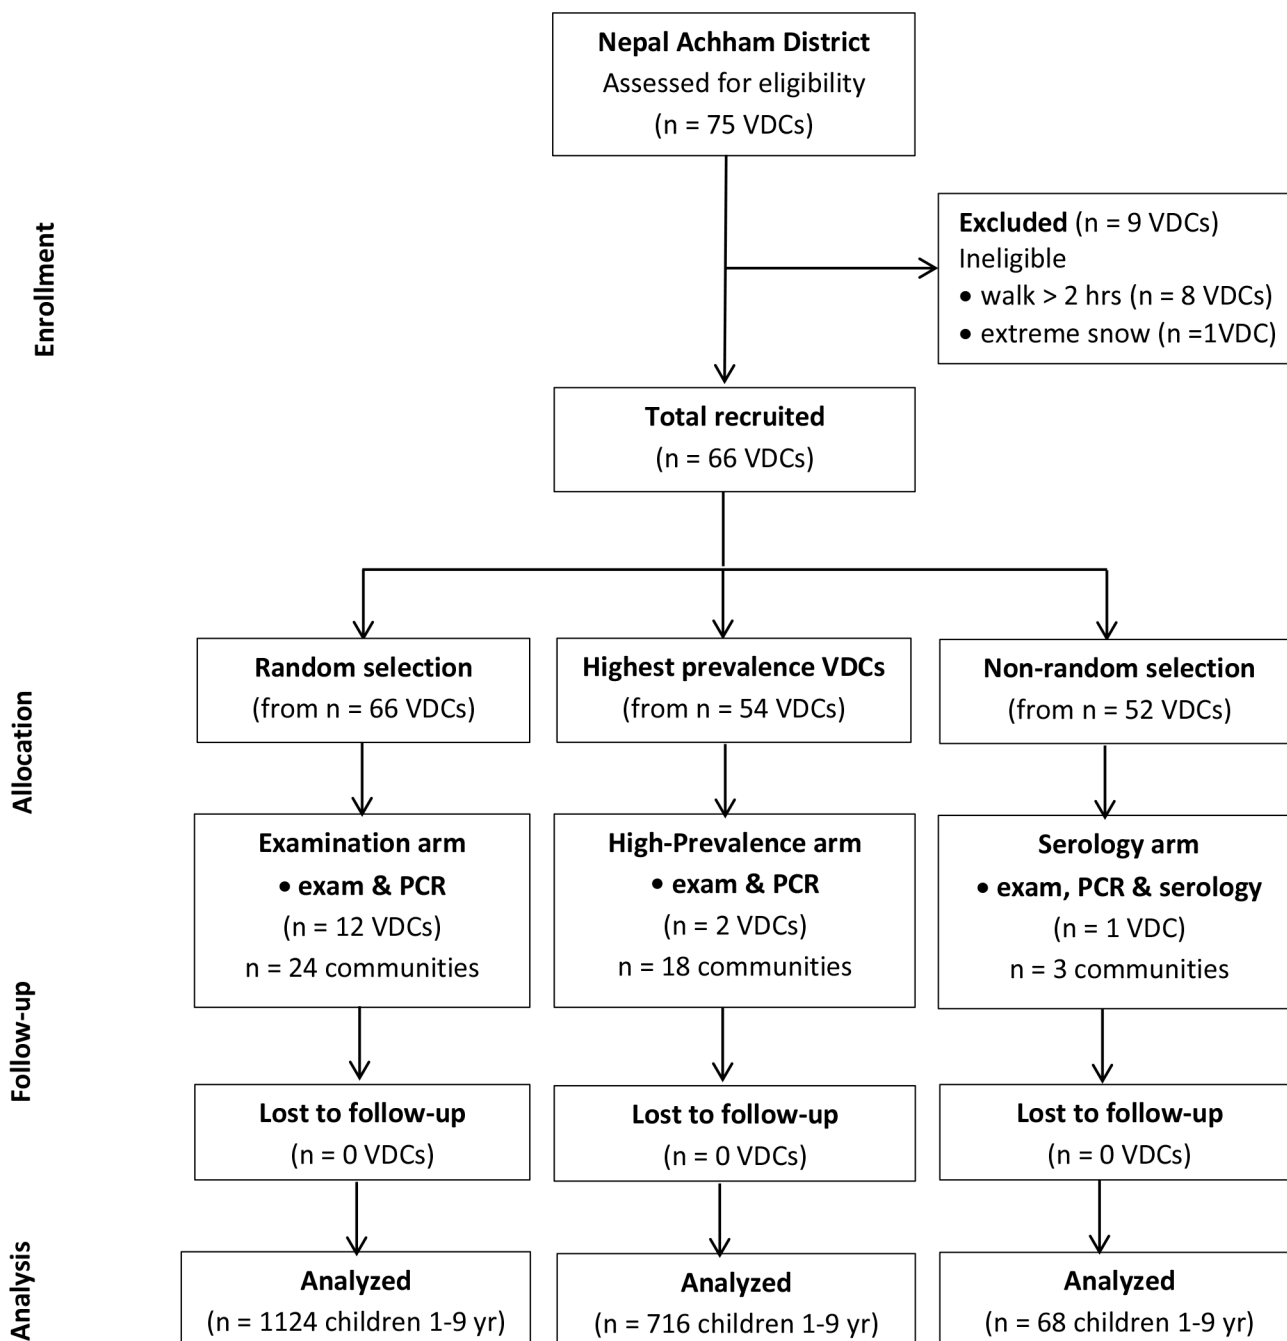 Nepal Achham District
Assessed for eligibility
(n = 75 VDCs)
Enrollment
Excluded (n = 9 VDCs)
Ineligible
• walk > 2 hrs (n = 8 VDCs)
• extreme snow (n =1VDC)
Total recruited
(n = 66 VDCs)
Allocation
Random selection
(from n = 66 VDCs)
Highest prevalence VDCs
(from n = 54 VDCs)
Non-random selection
(from n = 52 VDCs)
Examination arm
• exam & PCR
(n = 12 VDCs)
n = 24 communities
High-Prevalence arm
• exam & PCR
(n = 2 VDCs)
n = 18 communities
Serology arm
• exam, PCR & serology
(n = 1 VDC)
n = 3 communities
Follow-up
Lost to follow-up
(n = 0 VDCs)
Lost to follow-up
(n = 0 VDCs)
Lost to follow-up
(n = 0 VDCs)
Analysis
Analyzed
(n = 1124 children 1-9 yr)
Analyzed
(n = 716 children 1-9 yr)
Analyzed
(n = 68 children 1-9 yr)